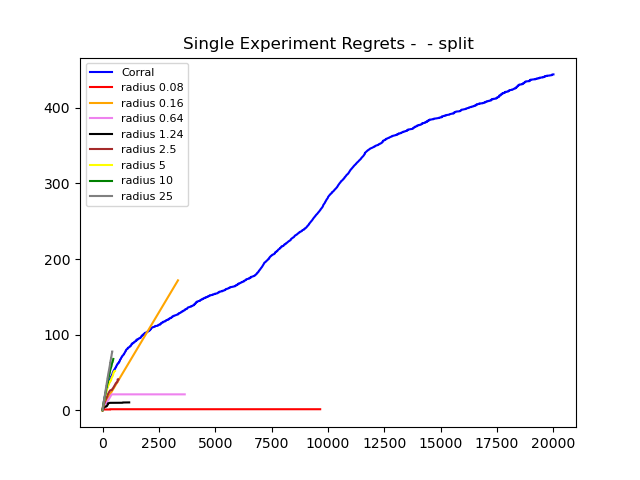 Single Experiment Regrets -  - split
Corral
radius 0.08
radius 0.16
radius 0.64
radius 1.24
radius 2.5
radius 5
radius 10
radius 25
400
300
200
100
0
0 2500 5000 7500 10000 12500 15000 17500 20000